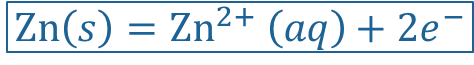 Zn(s) = Zn²⁺ (aq) + 2e⁻